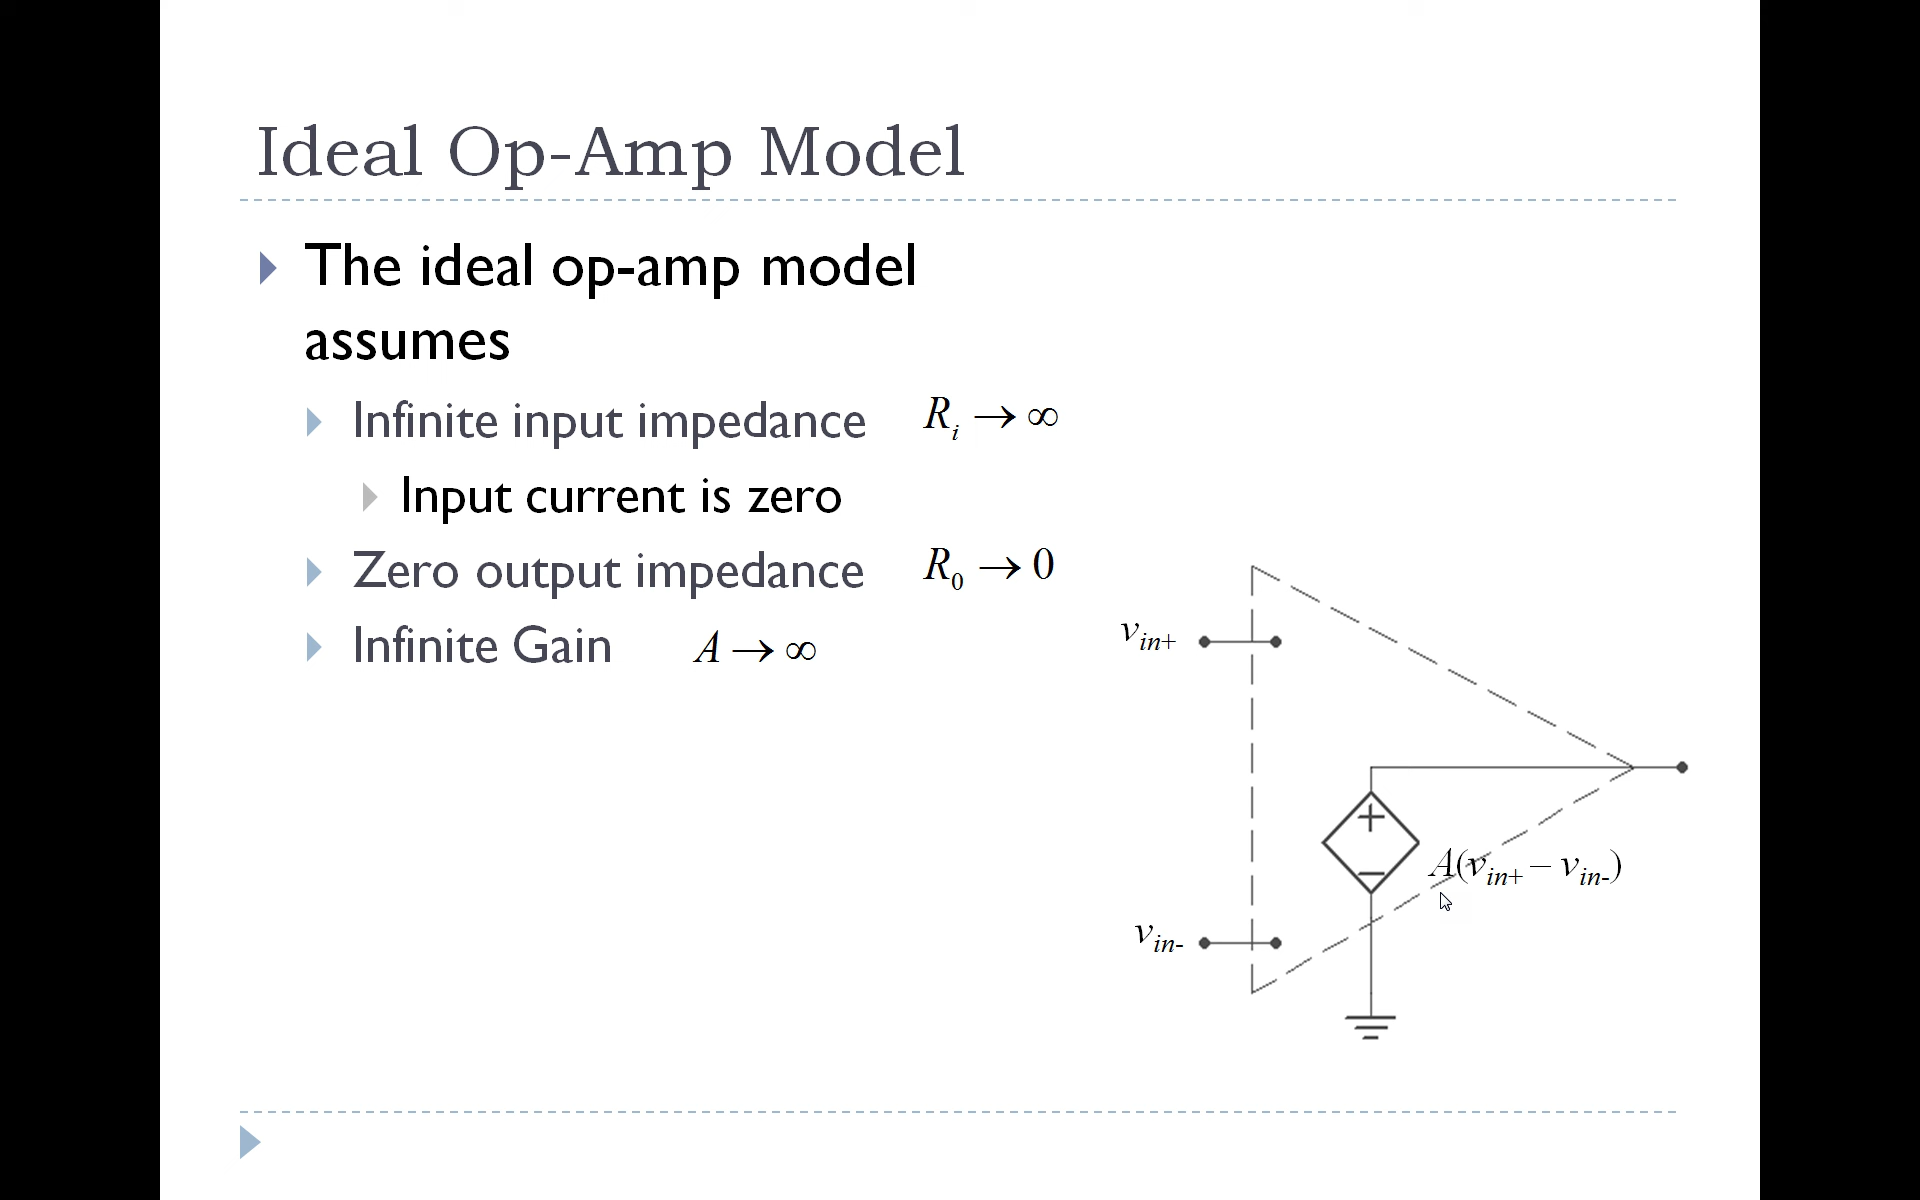 Ideal Op-Amp Model
The ideal op-amp model
assumes
Infinite input impedance R_i → ∞
Input current is zero
Zero output impedance R_0 → 0
Infinite Gain A → ∞
v_in+
+
−
A(v_in+ − v_in-)
v_in-